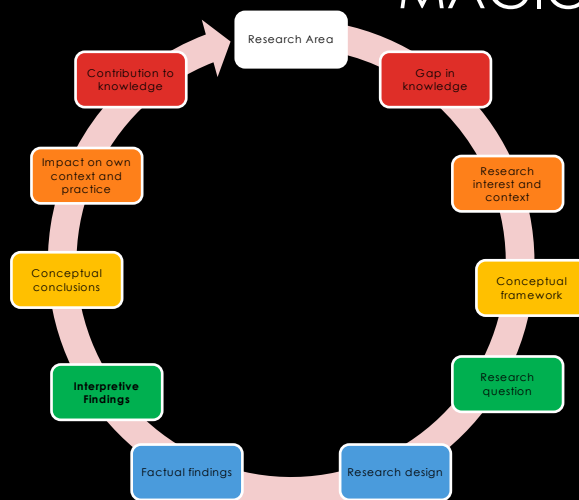 MAGIC
Research Area
Gap in
knowledge
Research
interest and
context
Conceptual
framework
Research
question
Research design
Factual findings
Interpretive
Findings
Conceptual
conclusions
Impact on own
context and
practice
Contribution to
knowledge